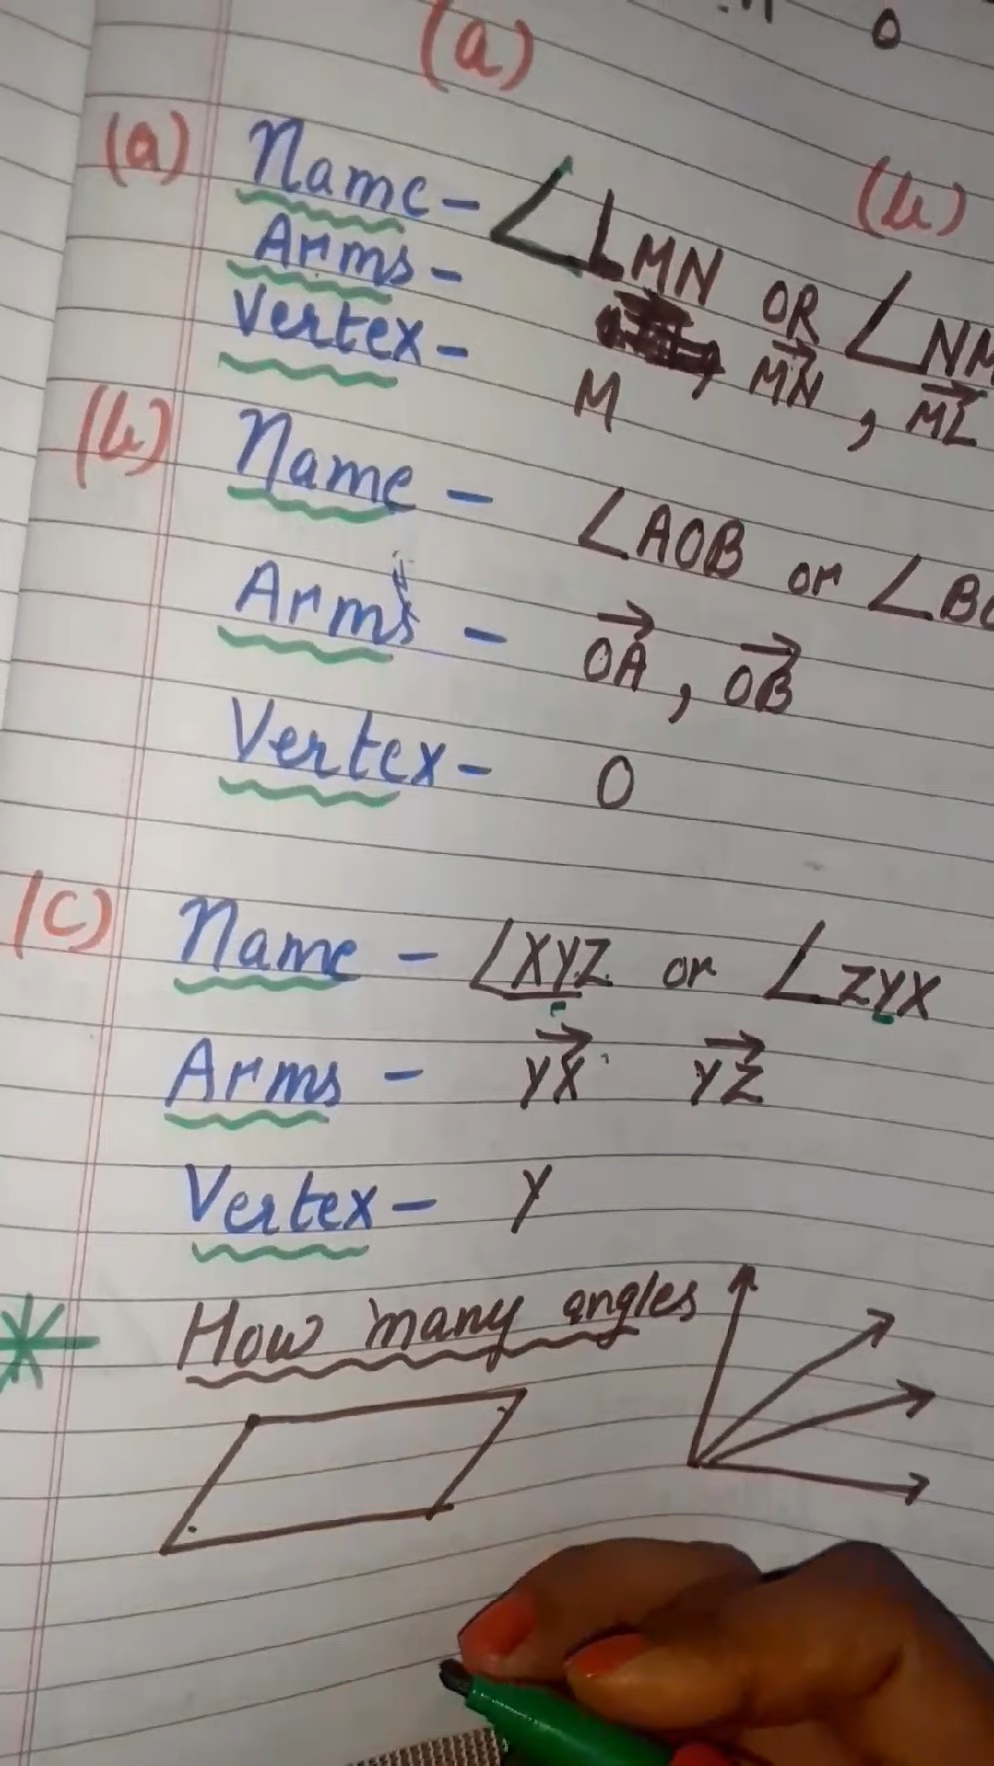 (a)
(b)
(a) Name - ∠LMN OR ∠NM
Arms - MN, ML
Vertex - M
(b) Name - ∠AOB or ∠BO
Arms - OA, OB
Vertex - O
(c) Name - ∠XYZ or ∠ZYX
Arms - YX YZ
Vertex - Y
How many angles